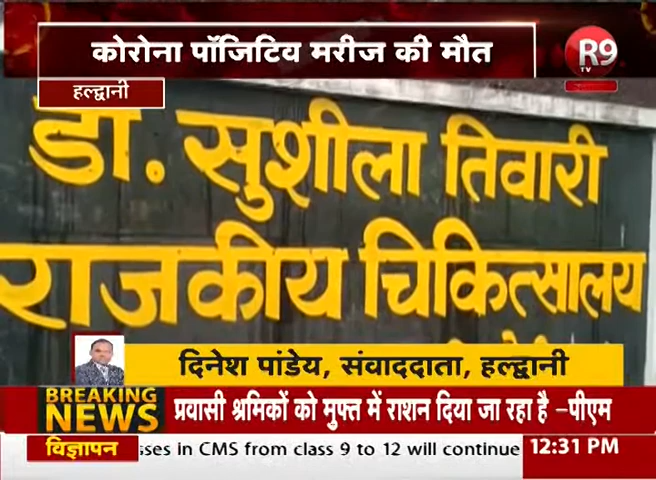 कोरोना पॉजिटिव मरीज की मौत
R9
TV
हल्द्वानी
डा. सुशीला तिवारी
राजकीय चिकित्सालय
दिनेश पांडेय, संवाददाता, हल्द्वानी
BREAKING
NEWS
प्रवासी श्रमिकों को मुफ्त में राशन दिया जा रहा है -पीएम
विज्ञापन
sses in CMS from class 9 to 12 will continue
12:31 PM